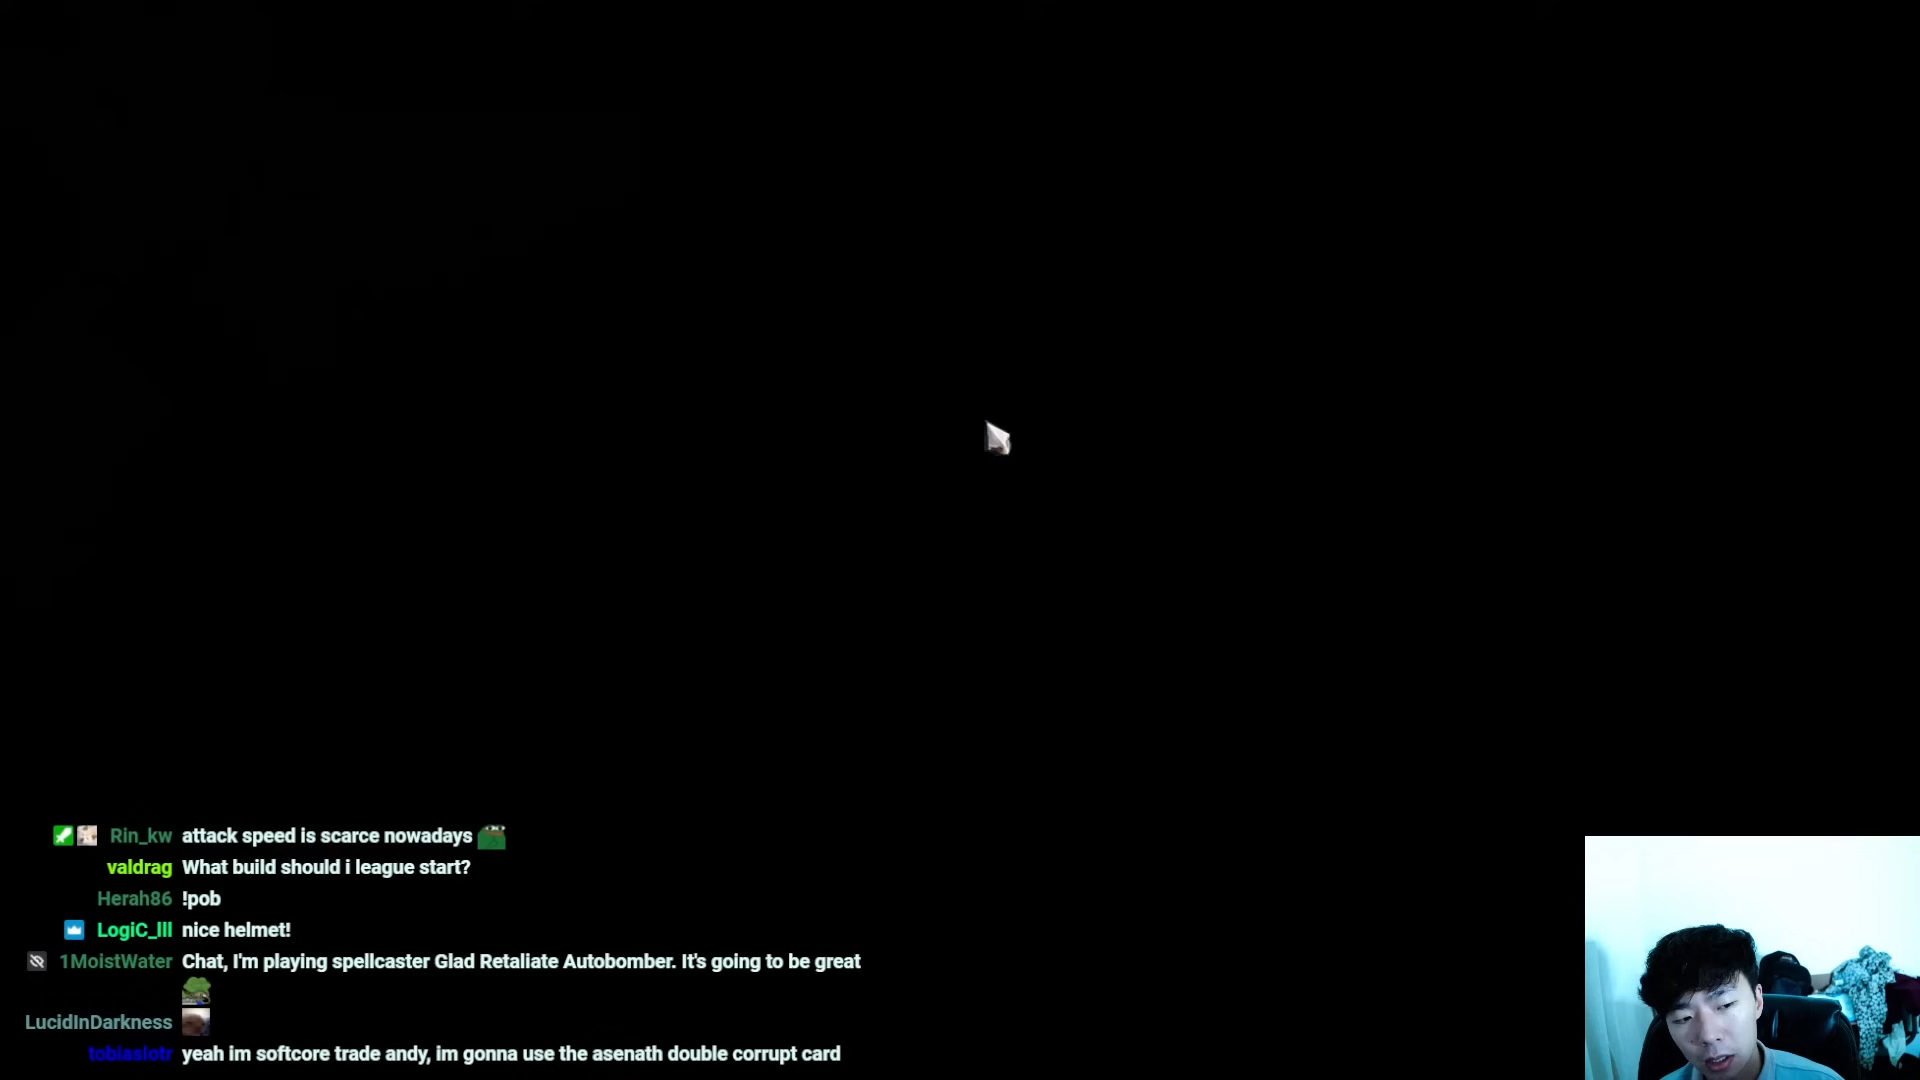 Rin_kw attack speed is scarce nowadays
valdrag What build should i league start?
Herah86 !pob
LogiC_lll nice helmet!
1MoistWater Chat, I'm playing spellcaster Glad Retaliate Autobomber. It's going to be great
LucidInDarkness
tobiaslotr yeah im softcore trade andy, im gonna use the asenath double corrupt card